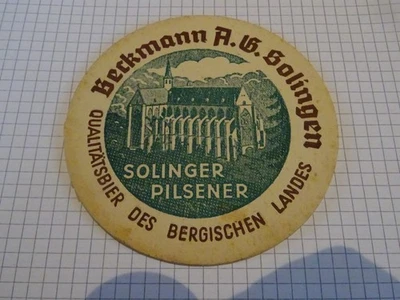 Beckmann A.G. Solingen
SOLINGER
PILSENER
QUALITÄTSBIER DES BERGISCHEN LANDES